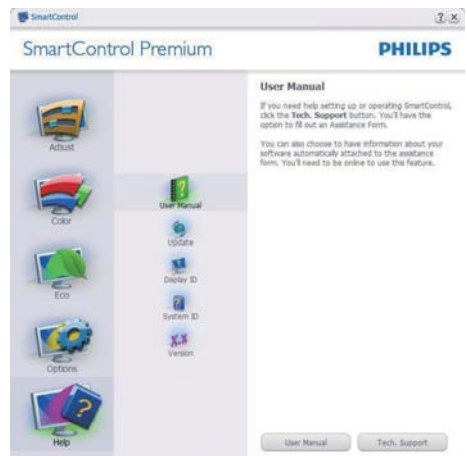 SmartControl
? x
SmartControl Premium
PHILIPS
Adjust
Color
Eco
Options
Help
User Manual
Update
Display ID
System ID
X.X
Version
User Manual
If you need help setting up or operating SmartControl,
click the Tech. Support button. You'll have the
option to fill out an Assistance Form.
You can also choose to have information about your
software automatically attached to the assistance
form. You'll need to be online to use this feature.
User Manual
Tech. Support